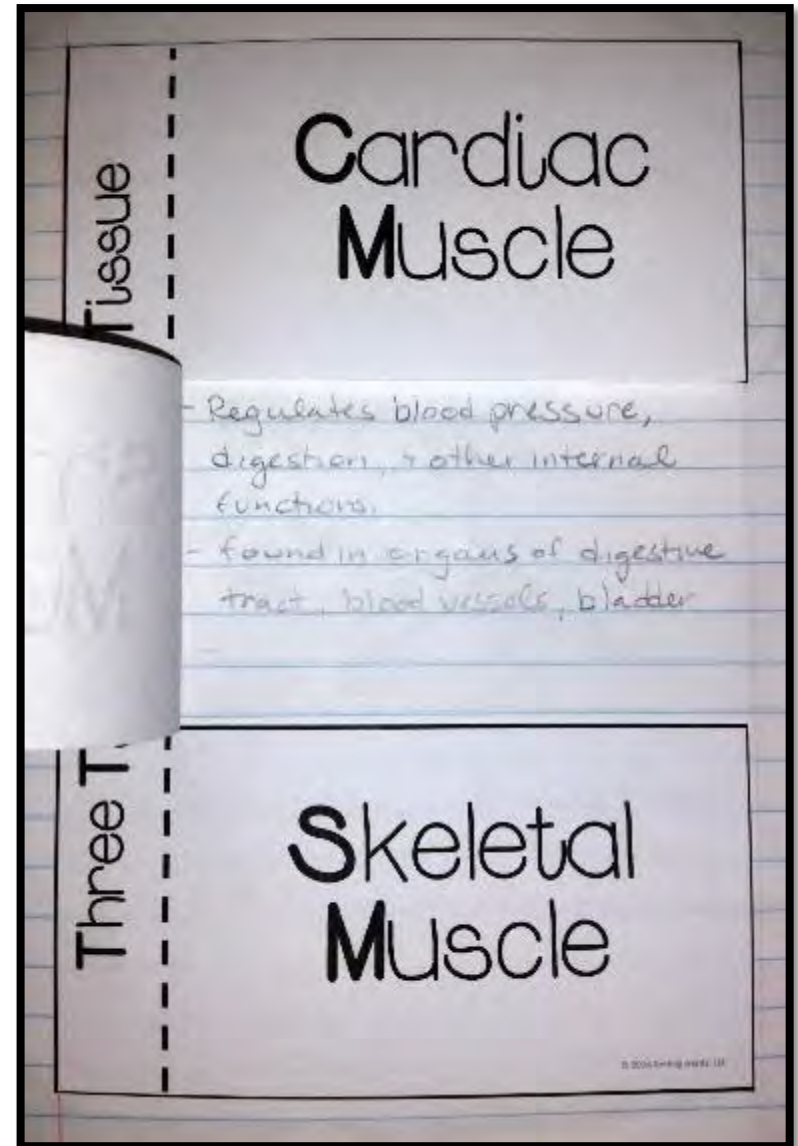 Tissue
Cardiac
Muscle
- Regulates blood pressure,
digestion, & other internal
functions.
- found in organs of digestive
tract, blood vessels, bladder
Three T
Skeletal
Muscle